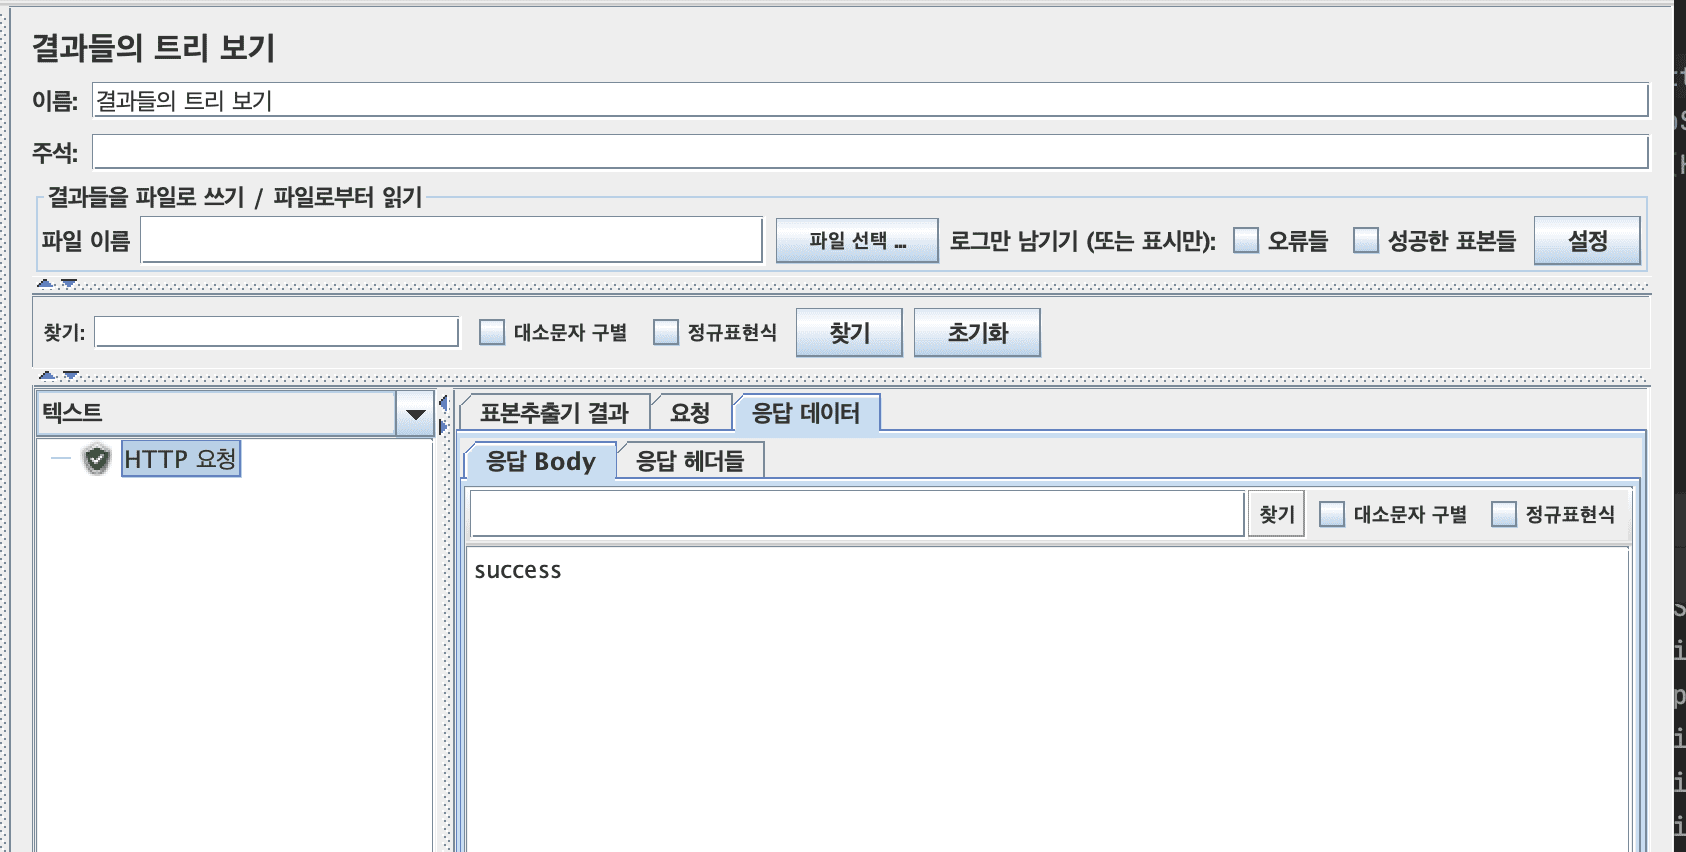 결과들의 트리 보기
이름: 결과들의 트리 보기
주석:
결과들을 파일로 쓰기 / 파일로부터 읽기
파일 이름 파일 선택 ... 로그만 남기기 (또는 표시만): 오류들 성공한 표본들 설정
찾기: 대소문자 구별 정규표현식 찾기 초기화
텍스트
HTTP 요청
표본추출기 결과 요청 응답 데이터
응답 Body 응답 헤더들
찾기 대소문자 구별 정규표현식
success